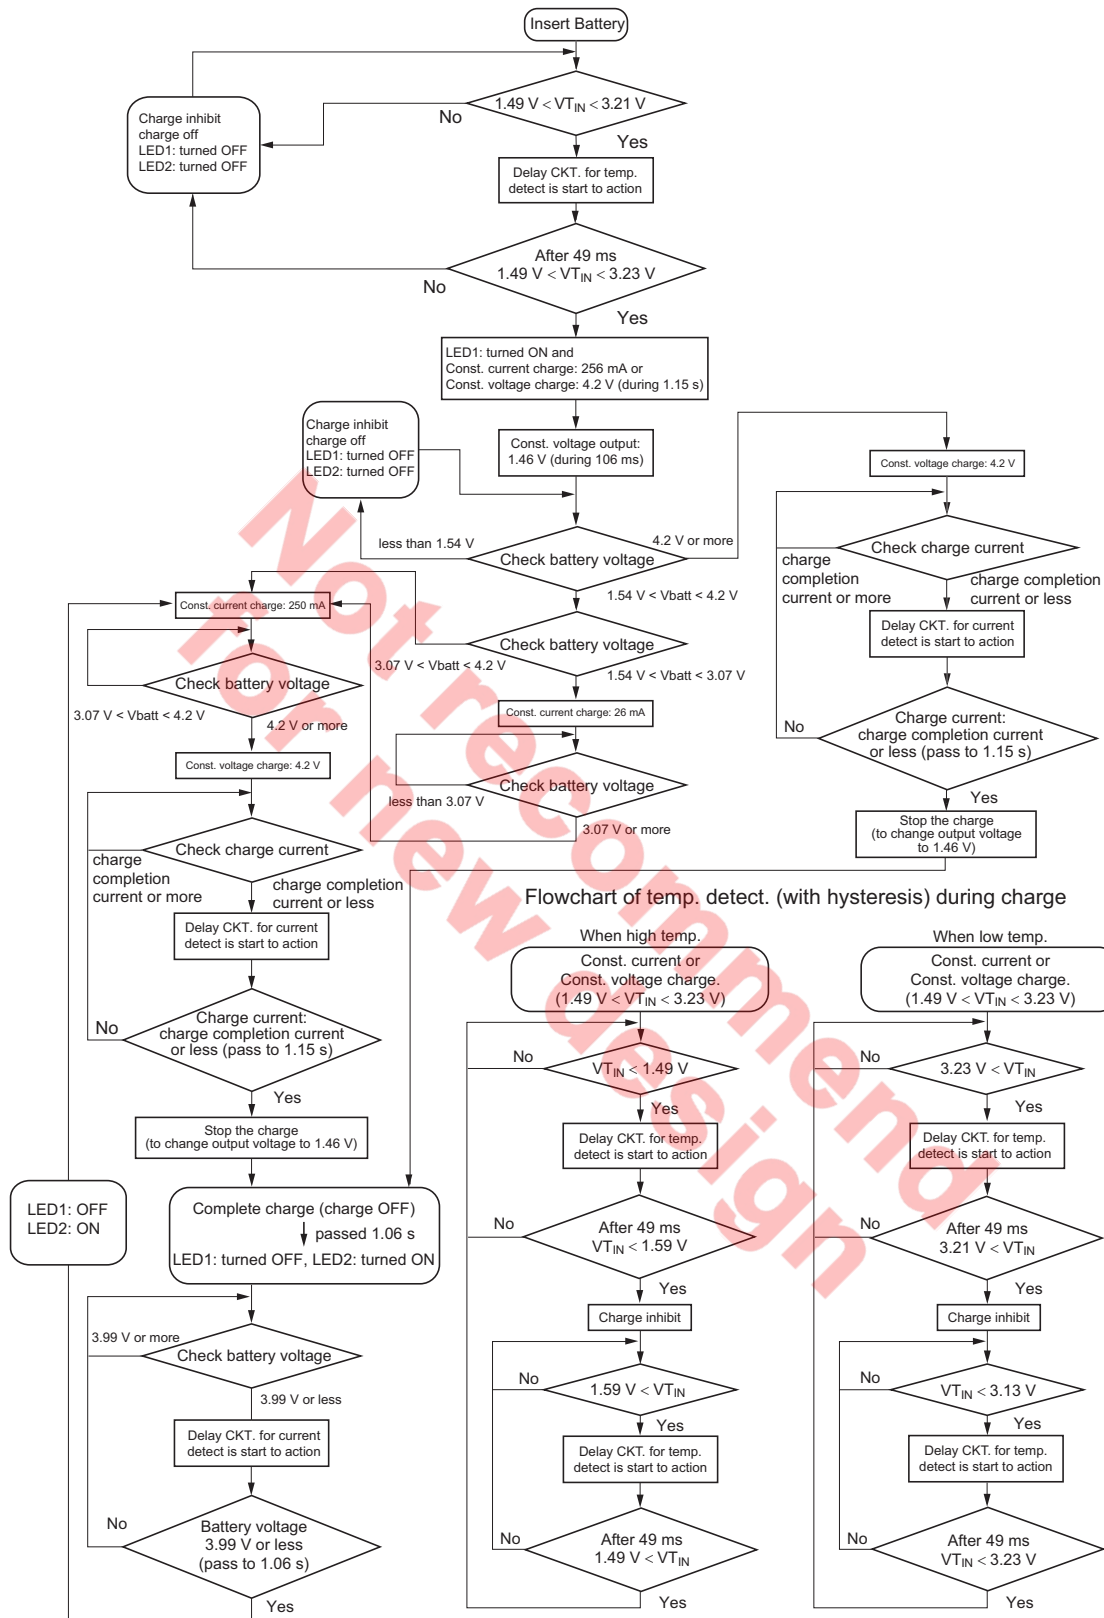 Insert Battery
1.49 V < VTIN < 3.21 V
No
Yes
Charge inhibit
charge off
LED1: turned OFF
LED2: turned OFF
Delay CKT. for temp.
detect is start to action
After 49 ms
1.49 V < VTIN < 3.23 V
No
Yes
LED1: turned ON and
Const. current charge: 256 mA or
Const. voltage charge: 4.2 V (during 1.15 s)
Charge inhibit
charge off
LED1: turned OFF
LED2: turned OFF
Const. voltage output:
1.46 V (during 106 ms)
Const. voltage charge: 4.2 V
less than 1.54 V
Check battery voltage
4.2 V or more
1.54 V < Vbatt < 4.2 V
Check charge current
charge
completion
current or more
charge completion
current or less
Const. current charge: 250 mA
Check battery voltage
3.07 V < Vbatt < 4.2 V
1.54 V < Vbatt < 3.07 V
Delay CKT. for current
detect is start to action
Check battery voltage
3.07 V < Vbatt < 4.2 V
4.2 V or more
Const. current charge: 26 mA
Charge current:
charge completion current
or less (pass to 1.15 s)
No
Yes
Const. voltage charge: 4.2 V
Check battery voltage
less than 3.07 V
3.07 V or more
Stop the charge
(to change output voltage
to 1.46 V)
Check charge current
charge
completion
current or more
charge completion
current or less
Delay CKT. for current
detect is start to action
Charge current:
charge completion current
or less (pass to 1.15 s)
No
Yes
Stop the charge
(to change output voltage to 1.46 V)
LED1: OFF
LED2: ON
Complete charge (charge OFF)
passed 1.06 s
LED1: turned OFF, LED2: turned ON
3.99 V or more
Check battery voltage
3.99 V or less
Delay CKT. for current
detect is start to action
No
Battery voltage
3.99 V or less
(pass to 1.06 s)
Yes
Flowchart of temp. detect. (with hysteresis) during charge
When high temp.
Const. current or
Const. voltage charge.
(1.49 V < VTIN < 3.23 V)
No
VTIN < 1.49 V
Yes
Delay CKT. for temp.
detect is start to action
No
After 49 ms
VTIN < 1.59 V
Yes
Charge inhibit
No
1.59 V < VTIN
Yes
Delay CKT. for temp.
detect is start to action
No
After 49 ms
1.49 V < VTIN
Yes
When low temp.
Const. current or
Const. voltage charge.
(1.49 V < VTIN < 3.23 V)
No
3.23 V < VTIN
Yes
Delay CKT. for temp.
detect is start to action
No
After 49 ms
3.21 V < VTIN
Yes
Charge inhibit
No
VTIN < 3.13 V
Yes
Delay CKT. for temp.
detect is start to action
No
After 49 ms
VTIN < 3.23 V
Yes
Not recommend
for new design